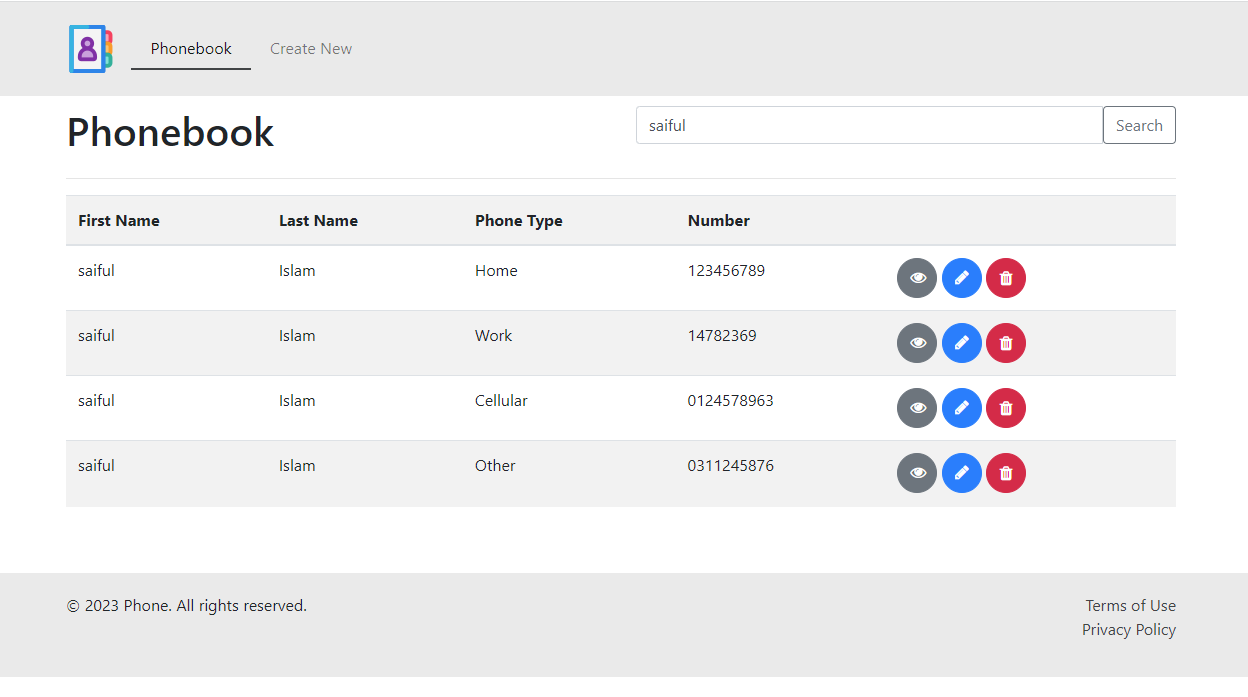 Phonebook Create New
Phonebook
saiful Search
First Name Last Name Phone Type Number
saiful Islam Home 123456789
saiful Islam Work 14782369
saiful Islam Cellular 0124578963
saiful Islam Other 0311245876
© 2023 Phone. All rights reserved. Terms of Use
Privacy Policy